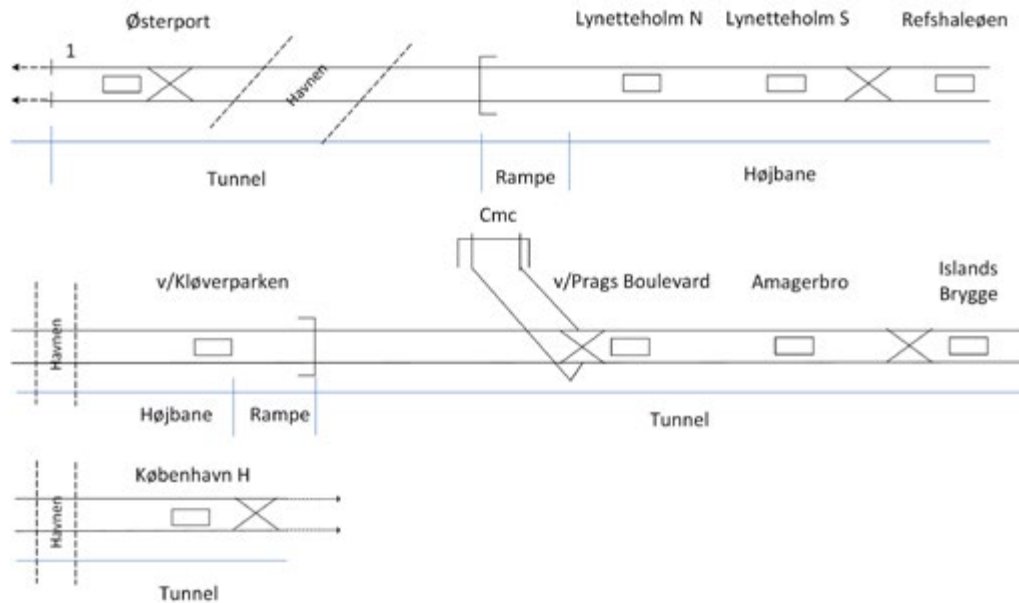 Østerport
Lynetteholm N
Lynetteholm S
Refshaleøen
1
Havnen
Tunnel
Rampe
Højbane
Cmc
v/Kløverparken
v/Prags Boulevard
Amagerbro
Islands
Brygge
Havnen
Højbane
Rampe
Tunnel
København H
Havnen
Tunnel